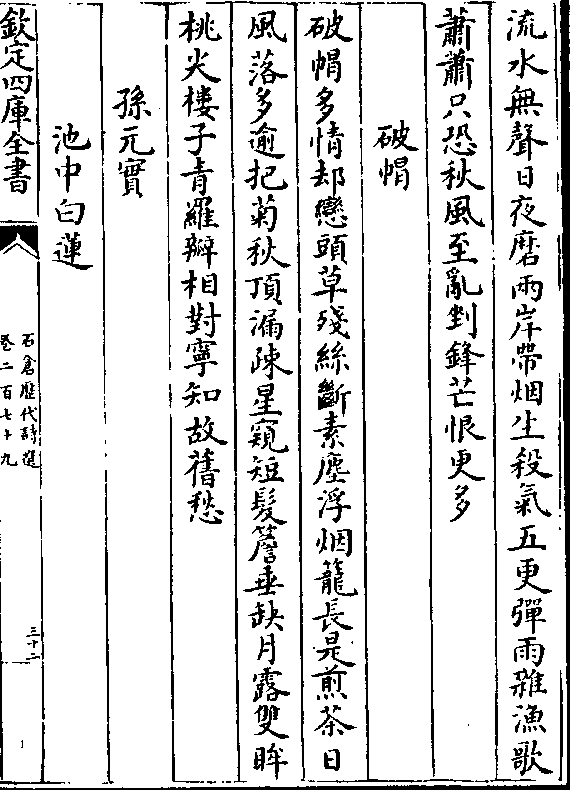 流水無聲日夜磨兩岸帶烟生殺氣五更彈雨雜漁歌
蕭蕭只恐秋風至亂剉鋒芒恨更多
破帽
破帽多情却戀頭草殘絲斷素塵浮烟籠長是煎茶日
風落多逾把菊秋頂漏疎星窺短髮簷垂缺月露雙眸
桃尖樓子青羅瓣相對寧知故舊愁
孫元實
池中白蓮
欽定四庫全書
石倉歷代詩選
卷二百七十九
三十二